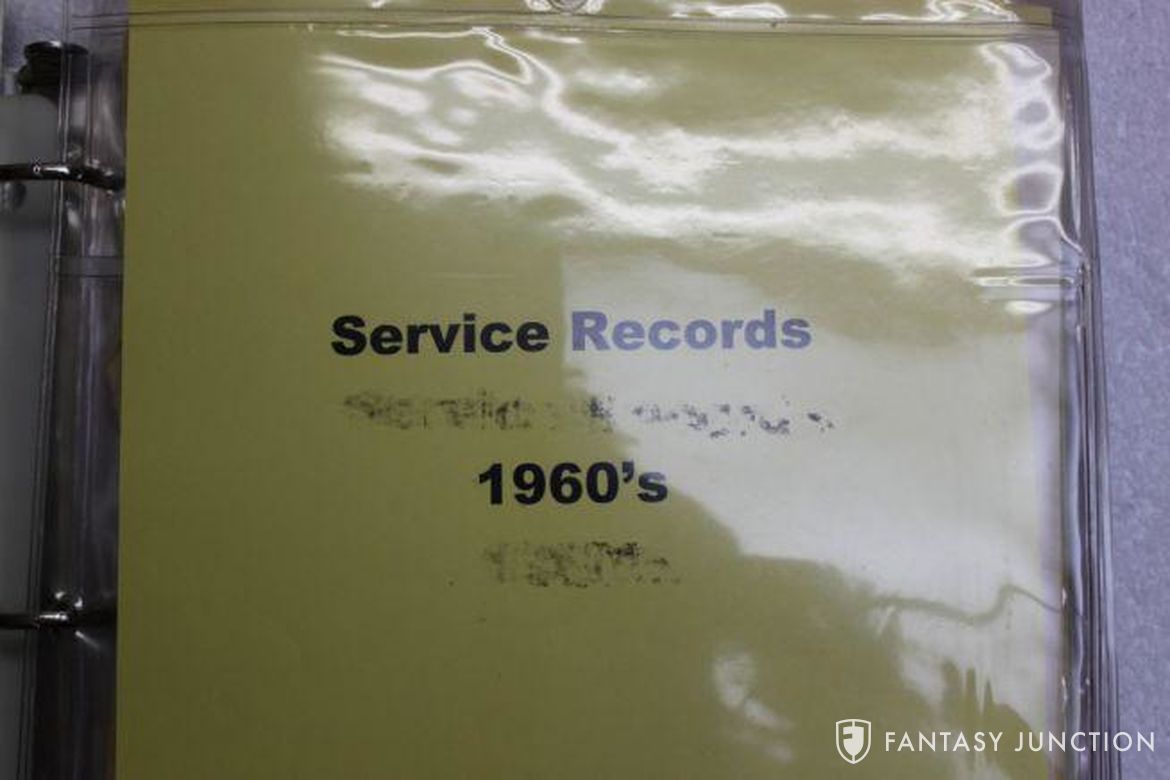 Service Records
1960's
FANTASY JUNCTION